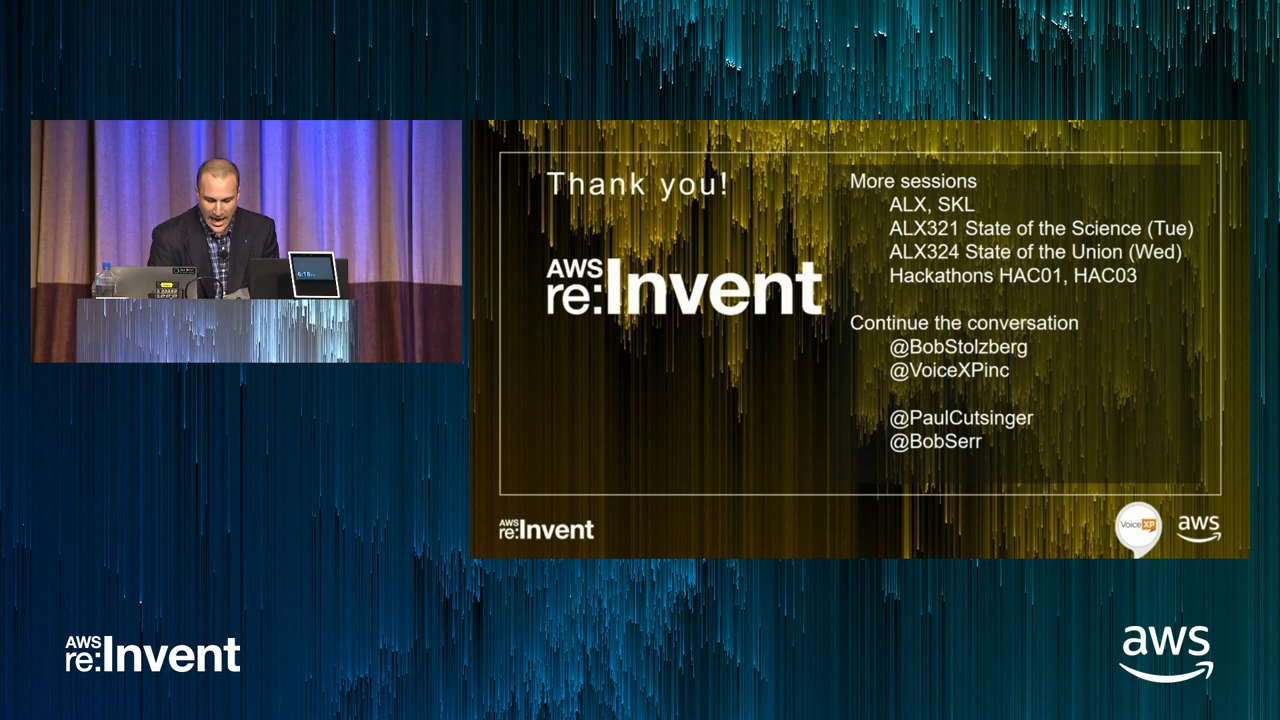 Thank you!
AWS
re:Invent
More sessions
ALX, SKL
ALX321 State of the Science (Tue)
ALX324 State of the Union (Wed)
Hackathons HAC01, HAC03
Continue the conversation
@BobStolzberg
@VoiceXPinc
@PaulCutsinger
@BobSerr
AWS
re:Invent
VoiceXP
aws
AWS
re:Invent
aws